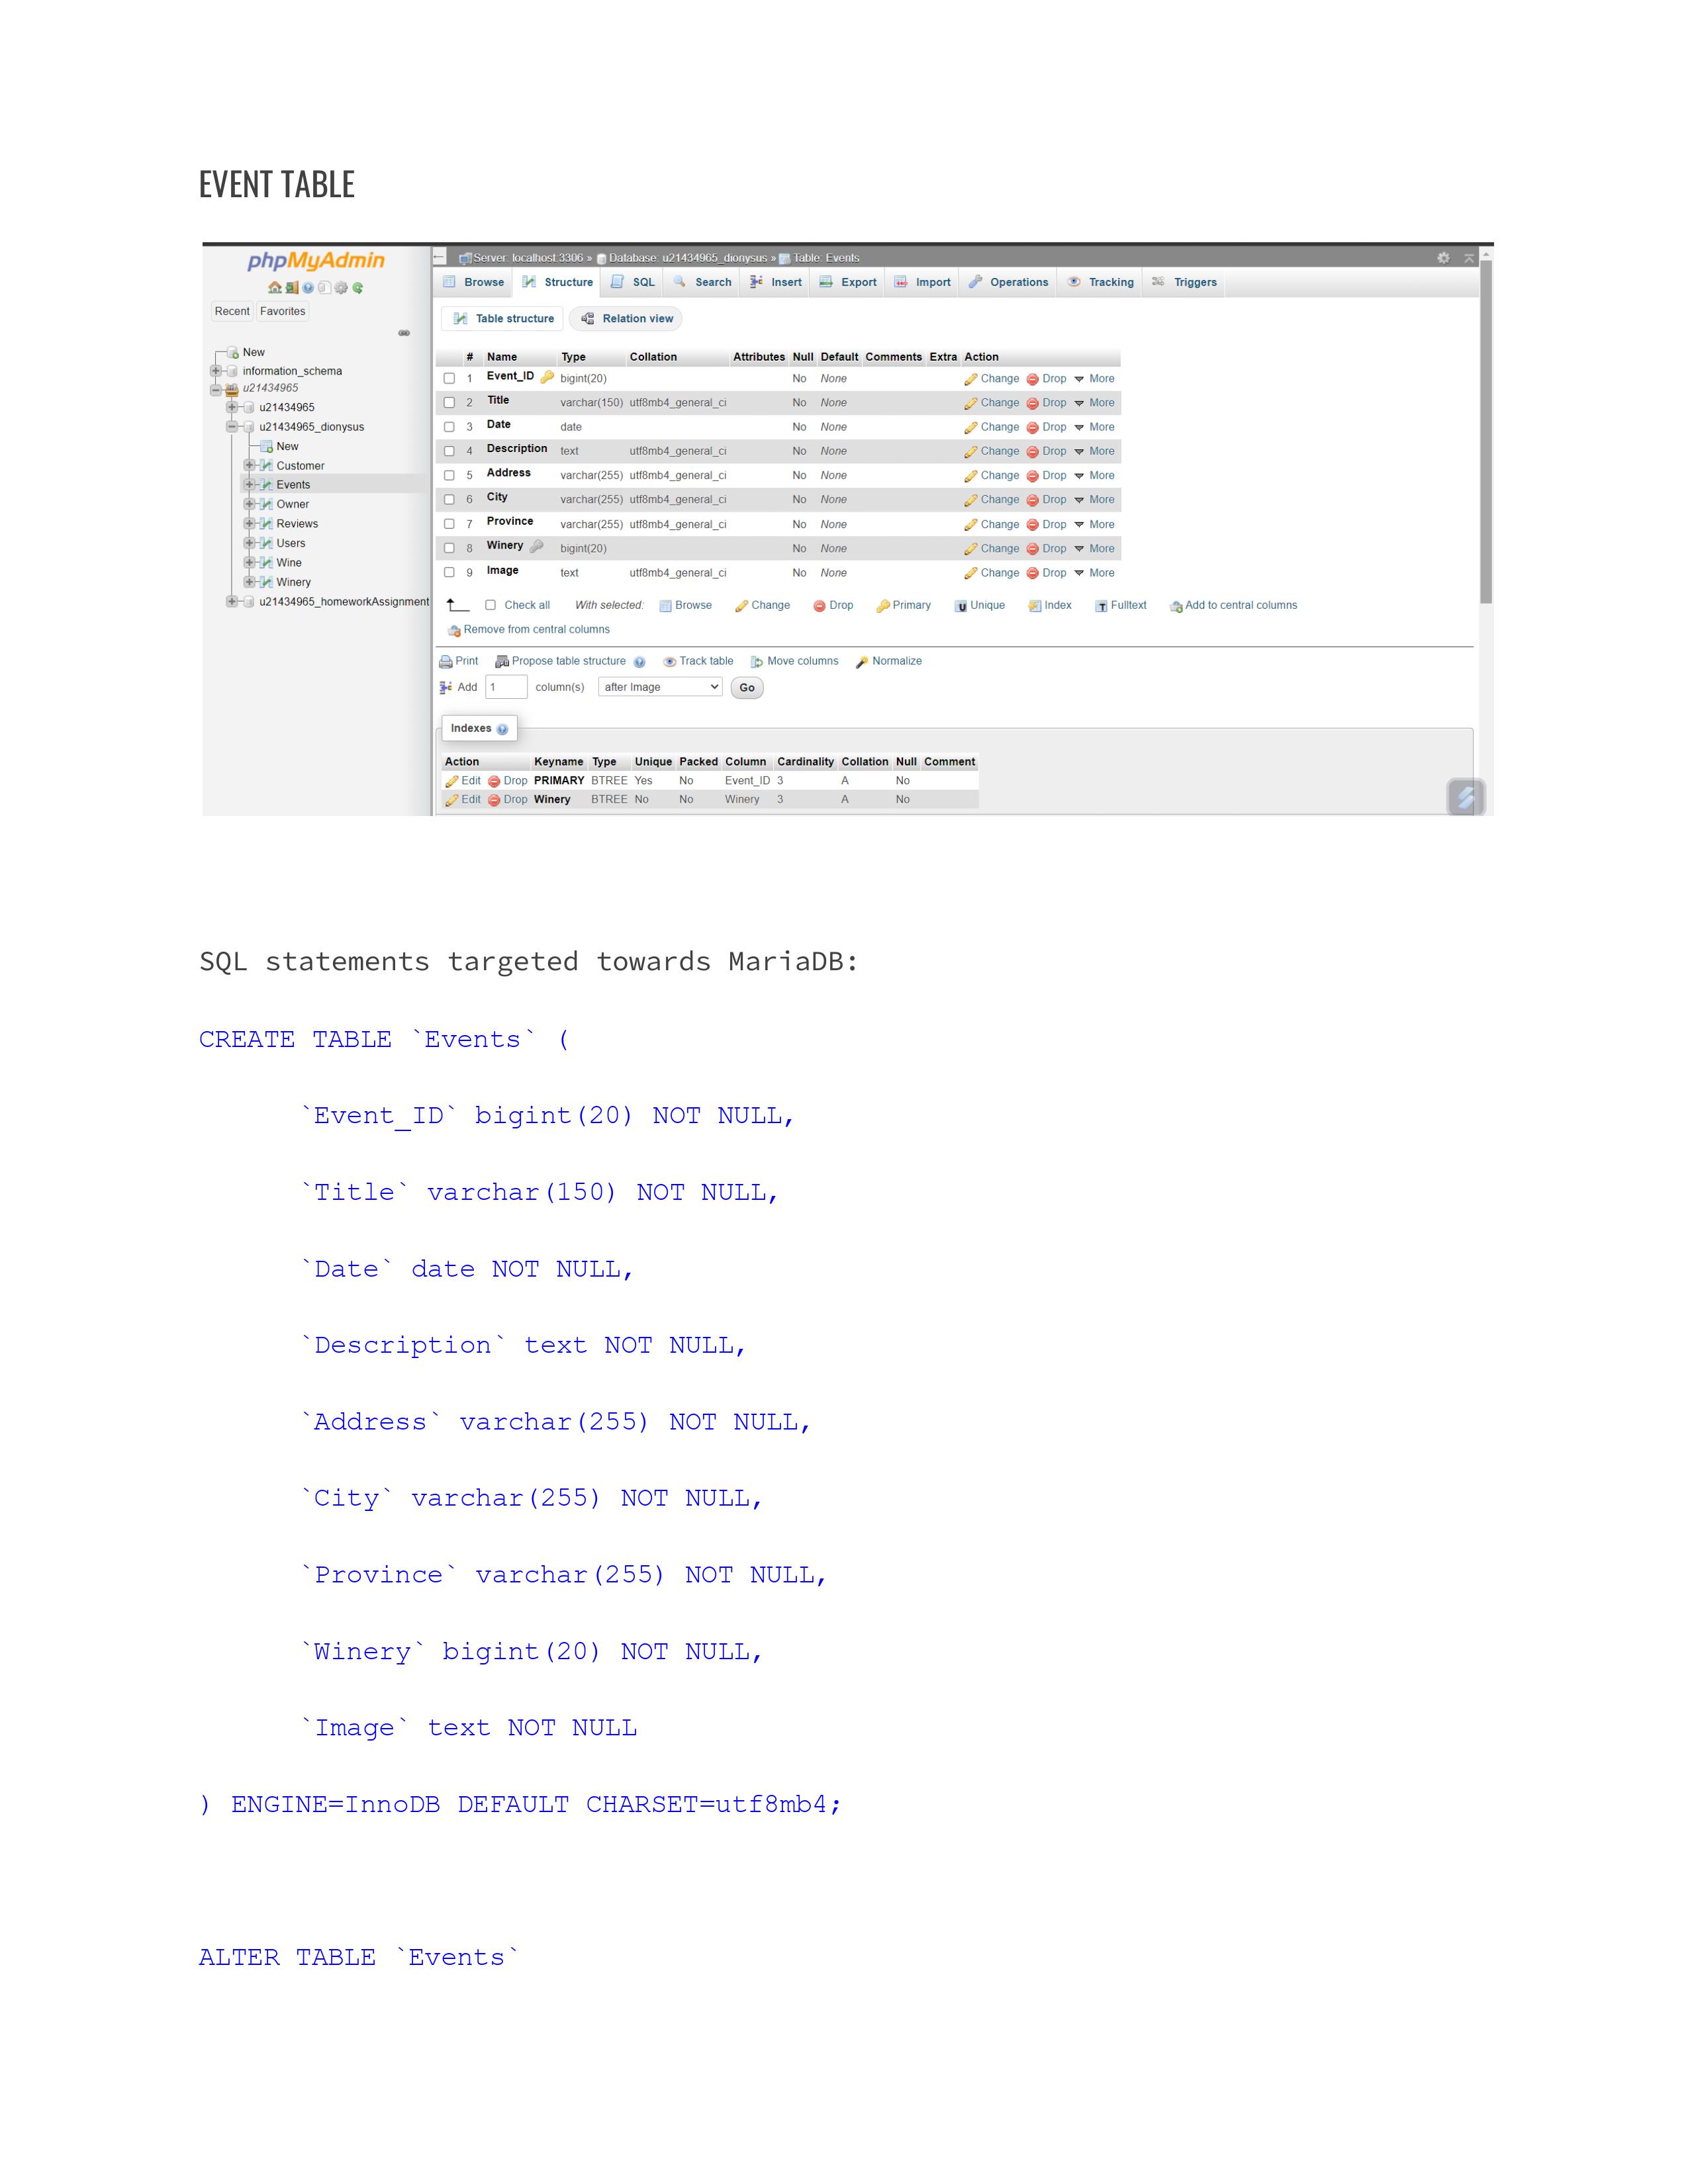 EVENT TABLE
phpMyAdmin
Recent Favorites
New
information_schema
u21434965
u21434965
u21434965_dionysus
New
Customer
Events
Owner
Reviews
Users
Wine
Winery
u21434965_homeworkAssignment
Server: localhost:3306 » Database: u21434965_dionysus » Table: Events
Browse Structure SQL Search Insert Export Import Operations Tracking Triggers
Table structure Relation view
# Name Type Collation Attributes Null Default Comments Extra Action
1 Event_ID bigint(20) No None Change Drop More
2 Title varchar(150) utf8mb4_general_ci No None Change Drop More
3 Date date No None Change Drop More
4 Description text utf8mb4_general_ci No None Change Drop More
5 Address varchar(255) utf8mb4_general_ci No None Change Drop More
6 City varchar(255) utf8mb4_general_ci No None Change Drop More
7 Province varchar(255) utf8mb4_general_ci No None Change Drop More
8 Winery bigint(20) No None Change Drop More
9 Image text utf8mb4_general_ci No None Change Drop More
Check all With selected: Browse Change Drop Primary Unique Index Fulltext Add to central columns
Remove from central columns
Print Propose table structure Track table Move columns Normalize
Add 1 column(s) after Image Go
Indexes
Action Keyname Type Unique Packed Column Cardinality Collation Null Comment
Edit Drop PRIMARY BTREE Yes No Event_ID 3 A No
Edit Drop Winery BTREE No No Winery 3 A No
SQL statements targeted towards MariaDB:
CREATE TABLE `Events` (
`Event_ID` bigint(20) NOT NULL,
`Title` varchar(150) NOT NULL,
`Date` date NOT NULL,
`Description` text NOT NULL,
`Address` varchar(255) NOT NULL,
`City` varchar(255) NOT NULL,
`Province` varchar(255) NOT NULL,
`Winery` bigint(20) NOT NULL,
`Image` text NOT NULL
) ENGINE=InnoDB DEFAULT CHARSET=utf8mb4;
ALTER TABLE `Events`